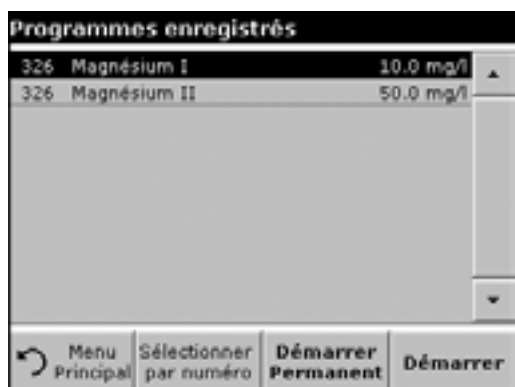 Programmes enregistrés
326 Magnésium I 10.0 mg/l
326 Magnésium II 50.0 mg/l
Menu Principal
Sélectionner par numéro
Démarrer Permanent
Démarrer